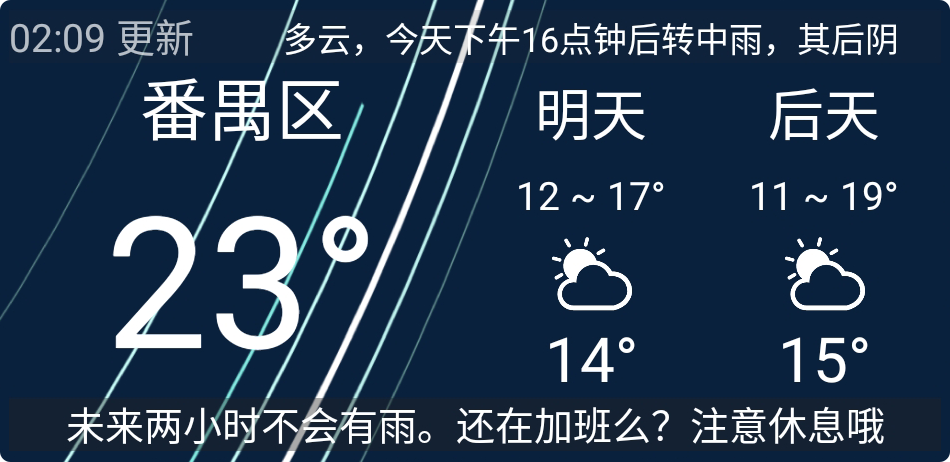 02:09 更新 多云，今天下午16点钟后转中雨，其后阴
番禺区
明天
后天
12 ~ 17°
11 ~ 19°
23°
14°
15°
未来两小时不会有雨。还在加班么？注意休息哦